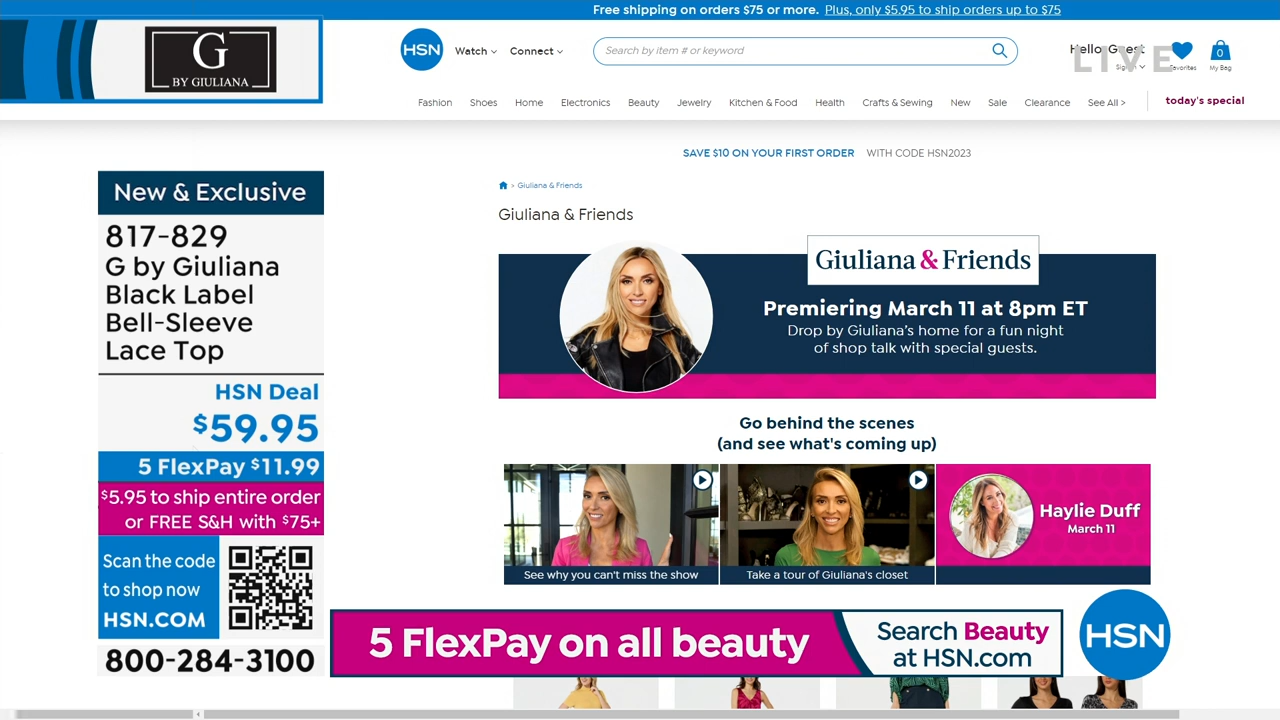 Free shipping on orders $75 or more. Plus, only $5.95 to ship orders up to $75
G
BY GIULIANA
HSN
Watch
Connect
Search by item # or keyword
Hello, Guest
LIVE
Favorites
0
My Bag
Fashion Shoes Home Electronics Beauty Jewelry Kitchen & Food Health Crafts & Sewing New Sale Clearance See All > today's special
SAVE $10 ON YOUR FIRST ORDER WITH CODE HSN2023
> Giuliana & Friends
Giuliana & Friends
New & Exclusive
817-829
G by Giuliana
Black Label
Bell-Sleeve
Lace Top
HSN Deal
$59.95
5 FlexPay $11.99
$5.95 to ship entire order
or FREE S&H with $75+
Scan the code
to shop now
HSN.COM
800-284-3100
Giuliana & Friends
Premiering March 11 at 8pm ET
Drop by Giuliana's home for a fun night
of shop talk with special guests.
Go behind the scenes
(and see what's coming up)
See why you can't miss the show
Take a tour of Giuliana's closet
Haylie Duff
March 11
5 FlexPay on all beauty
Search Beauty
at HSN.com
HSN